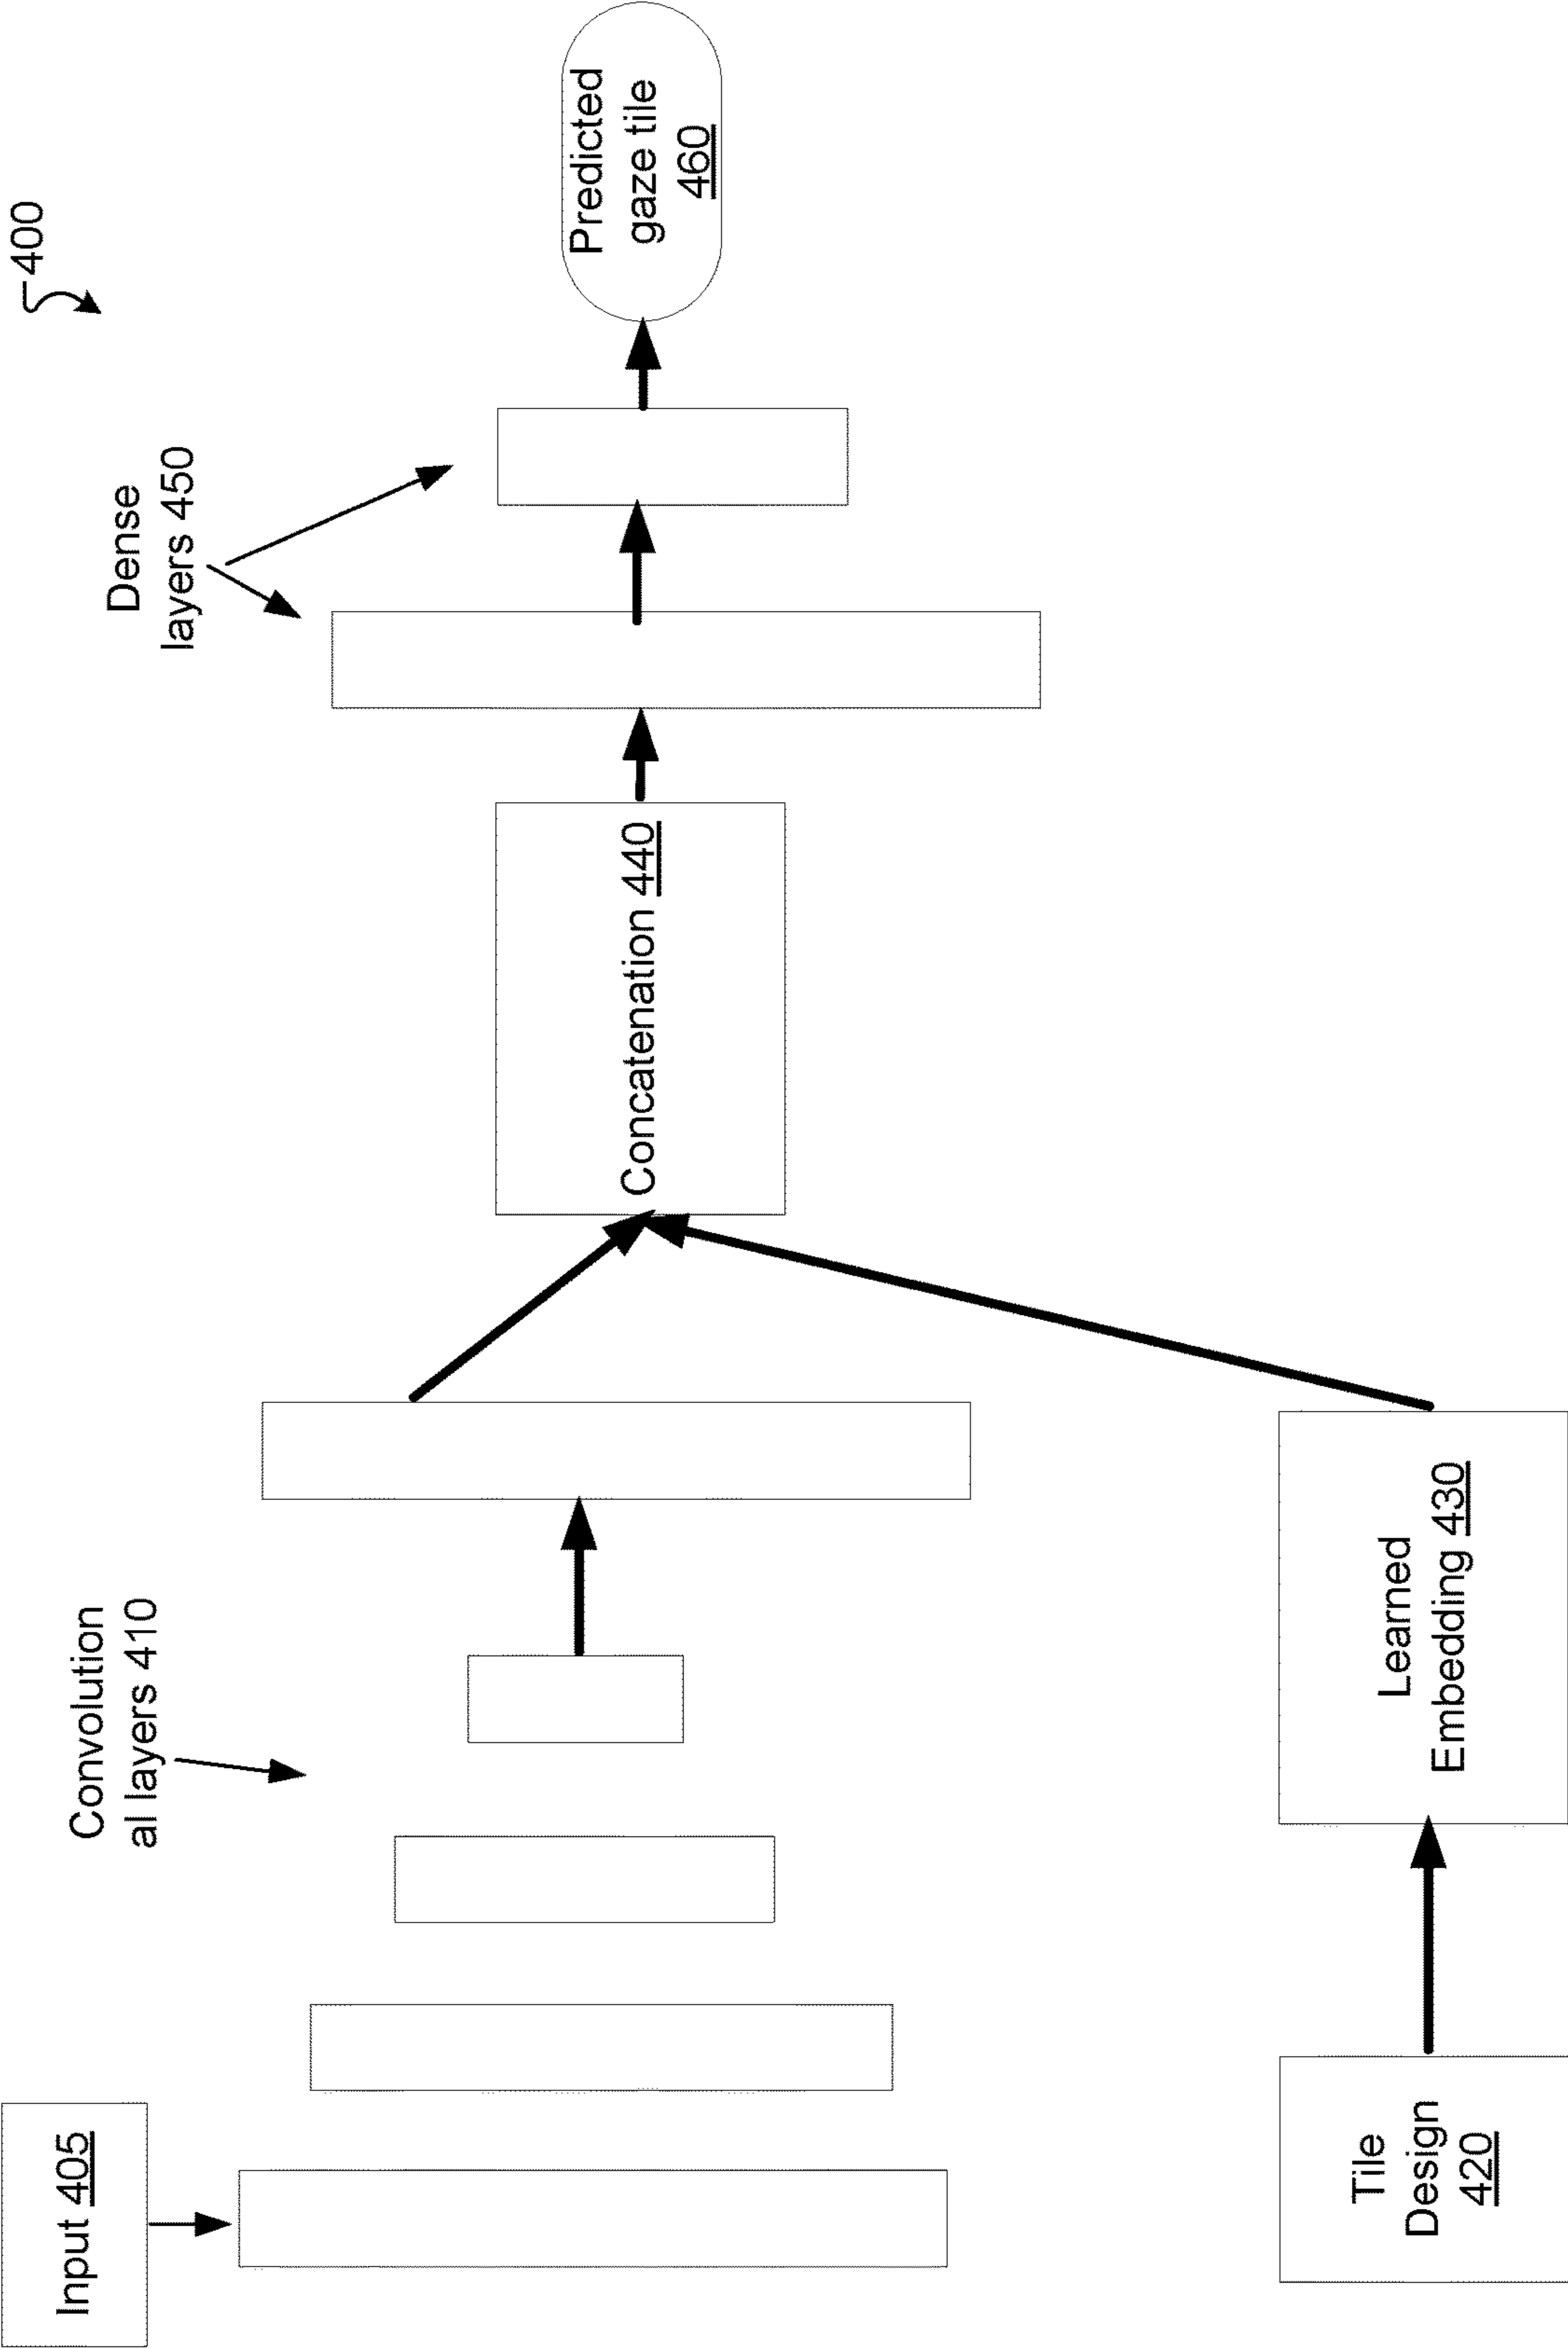 400
Input 405
Convolution
al layers 410
Dense
layers 450
Concatenation 440
Predicted
gaze tile
460
Tile
Design
420
Learned
Embedding 430